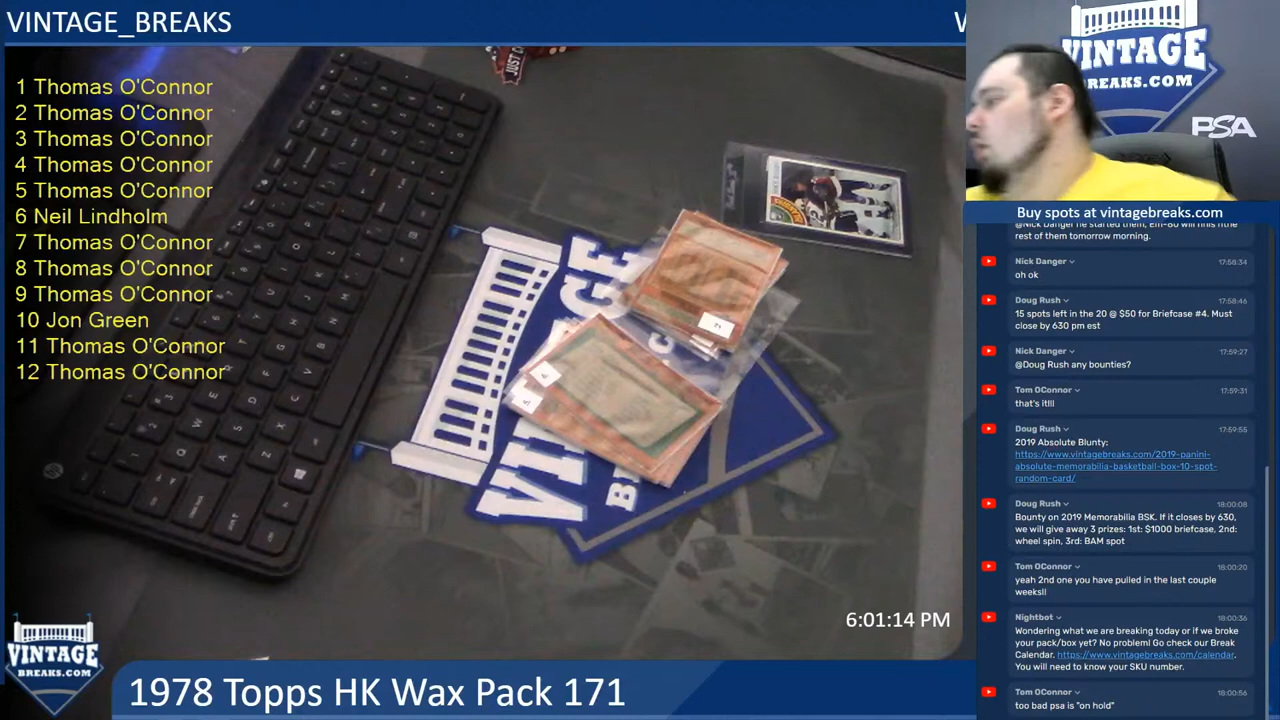 VINTAGE_BREAKS
W
1 Thomas O'Connor
2 Thomas O'Connor
3 Thomas O'Connor
4 Thomas O'Connor
5 Thomas O'Connor
6 Neil Lindholm
7 Thomas O'Connor
8 Thomas O'Connor
9 Thomas O'Connor
10 Jon Green
11 Thomas O'Connor
12 Thomas O'Connor
JUST
6:01:14 PM
VINTAGE
BREAKS.COM
1978 Topps HK Wax Pack 171
VINTAGE
BREAKS.COM
PSA
Buy spots at vintagebreaks.com
rest of them tomorrow morning.
Nick Danger 17:58:34
oh ok
Doug Rush 17:58:46
15 spots left in the 20 @ $50 for Briefcase #4. Must
close by 630 pm est
Nick Danger 17:59:27
@Doug Rush any bounties?
Tom OConnor 17:59:31
that's it!!!
Doug Rush 17:59:55
2019 Absolute Blunty:
https://www.vintagebreaks.com/2019-panini-
absolute-memorabilia-basketball-box-10-spot-
random-card/
Doug Rush 18:00:08
Bounty on 2019 Memorabilia BSK. If it closes by 630,
we will give away 3 prizes: 1st: $1000 briefcase, 2nd:
wheel spin, 3rd: BAM spot
Tom OConnor 18:00:20
yeah 2nd one you have pulled in the last couple
weeks!!
Nightbot 18:00:36
Wondering what we are breaking today or if we broke
your pack/box yet? No problem! Go check our Break
Calendar. https://www.vintagebreaks.com/calendar.
You will need to know your SKU number.
Tom OConnor 18:00:56
too bad psa is "on hold"